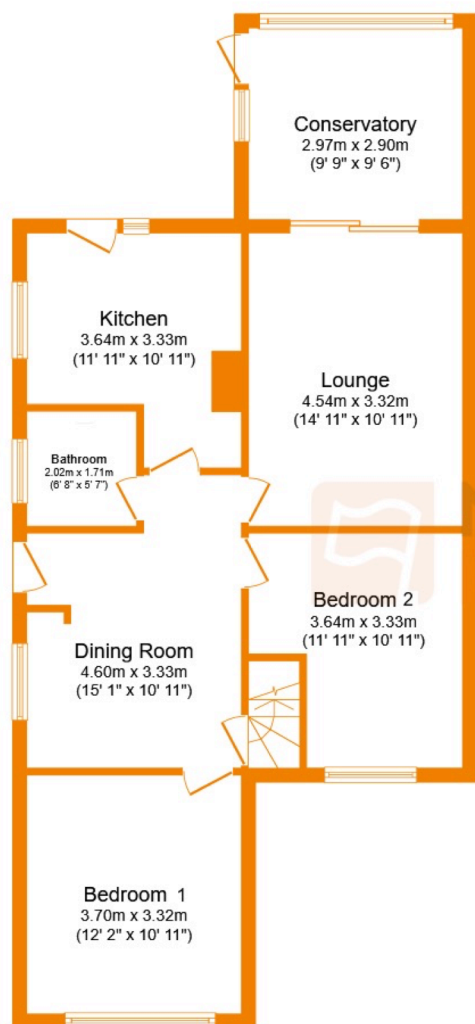 Conservatory
2.97m x 2.90m
(9' 9" x 9' 6")
Kitchen
3.64m x 3.33m
(11' 11" x 10' 11")
Lounge
4.54m x 3.32m
(14' 11" x 10' 11")
Bathroom
2.02m x 1.71m
(6' 8" x 5' 7")
Bedroom 2
3.64m x 3.33m
(11' 11" x 10' 11")
Dining Room
4.60m x 3.33m
(15' 1" x 10' 11")
Bedroom 1
3.70m x 3.32m
(12' 2" x 10' 11")